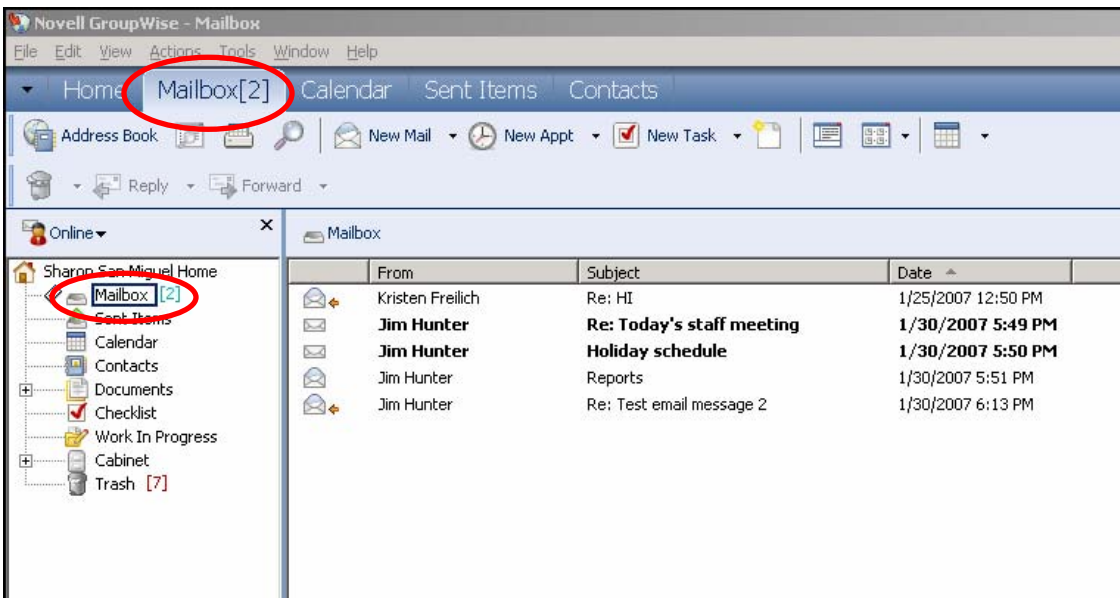 Novell GroupWise - Mailbox
File Edit View Actions Tools Window Help
Home Mailbox[2] Calendar Sent Items Contacts
Address Book New Mail New Appt New Task
Reply Forward
Online Mailbox
Sharon San Miguel Home
Mailbox [2]
Sent Items
Calendar
Contacts
Documents
Checklist
Work In Progress
Cabinet
Trash [7]
From Subject Date
Kristen Freilich Re: HI 1/25/2007 12:50 PM
Jim Hunter Re: Today's staff meeting 1/30/2007 5:49 PM
Jim Hunter Holiday schedule 1/30/2007 5:50 PM
Jim Hunter Reports 1/30/2007 5:51 PM
Jim Hunter Re: Test email message 2 1/30/2007 6:13 PM